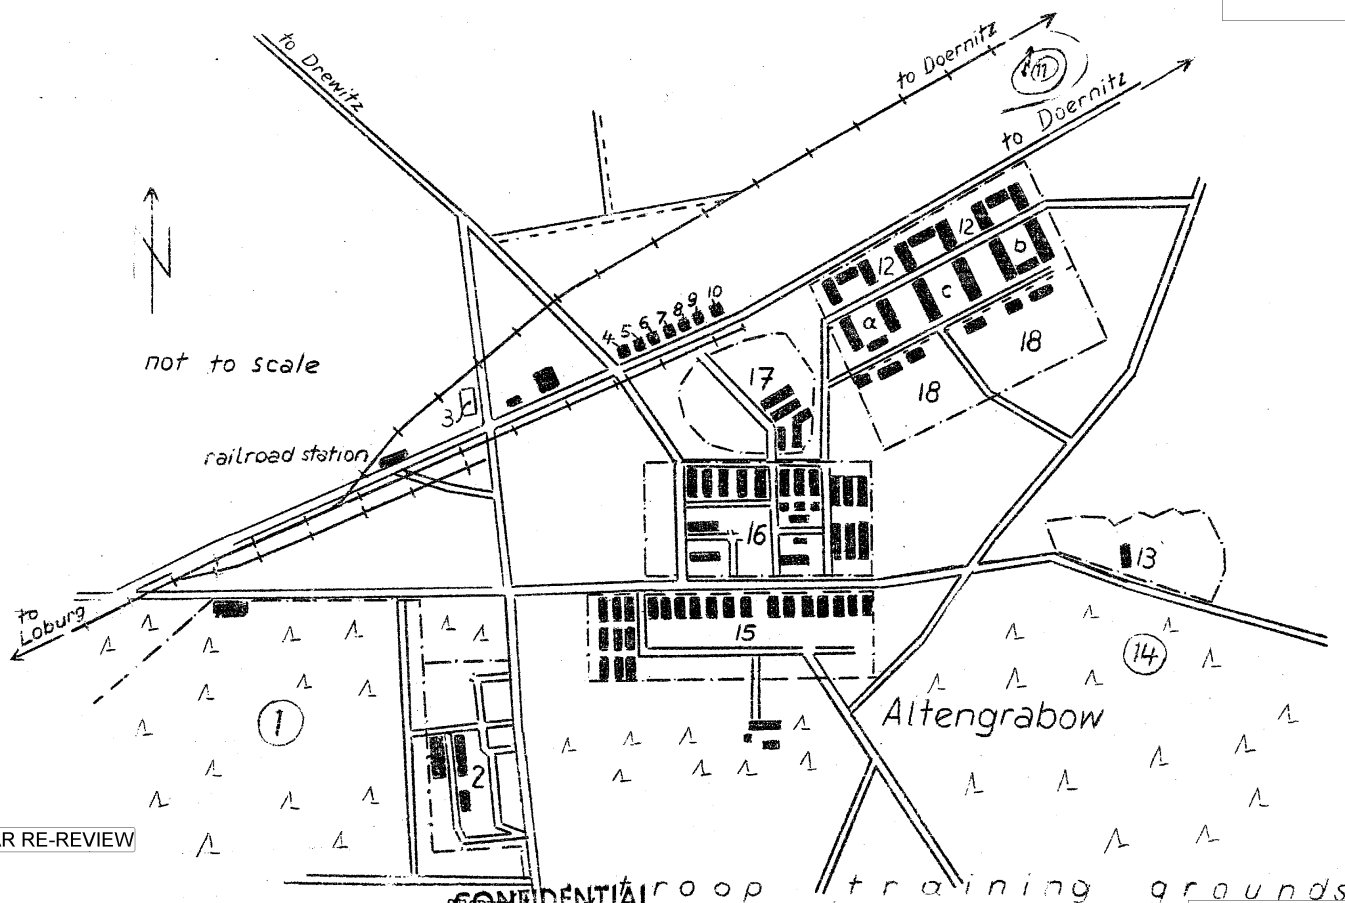 to Drewitz
to Doernitz
11
to Doernitz
N
not to scale
12
12
b
c
a
18
18
4 5 6 7 8 9 10
17
3
railroad station
16
13
to Loburg
15
14
1
Altengrabow
2
R RE-REVIEW
CONFIDENTIAL
troop training grounds